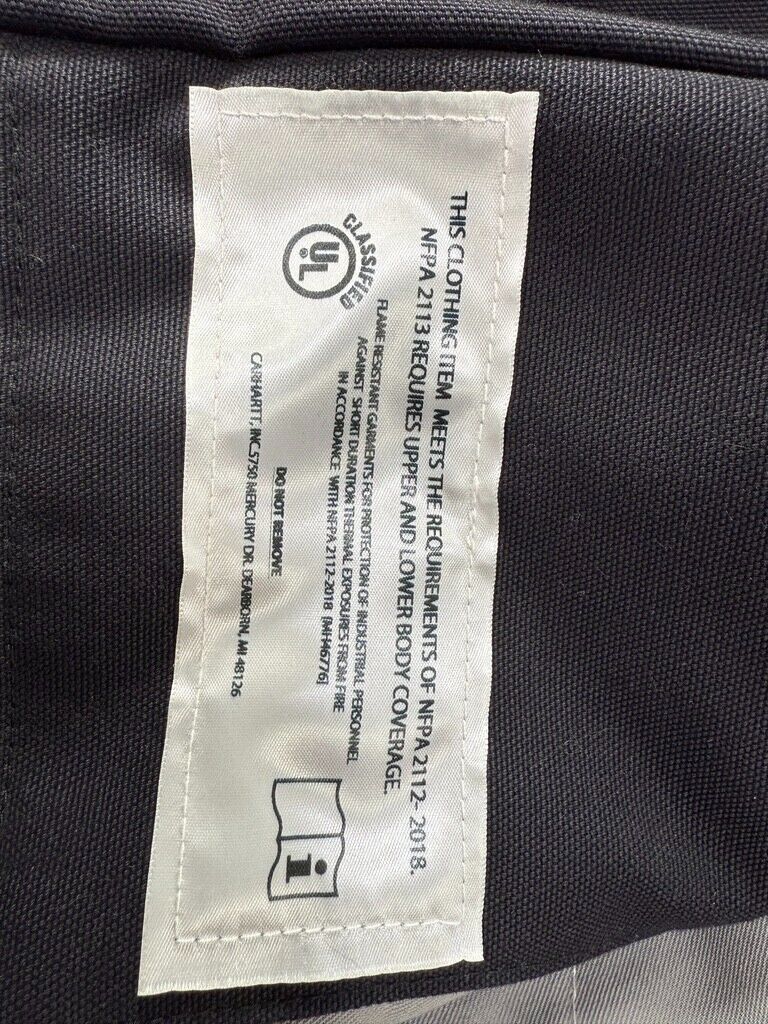 THIS CLOTHING ITEM MEETS THE REQUIREMENTS OF NFPA 2112- 2018.
NFPA 2113 REQUIRES UPPER AND LOWER BODY COVERAGE.
CLASSIFIED
UL
FLAME RESISTANT GARMENTS FOR PROTECTION OF INDUSTRIAL PERSONNEL
AGAINST SHORT DURATION THERMAL EXPOSURES FROM FIRE
IN ACCORDANCE WITH NFPA 2112-2018 [MH46776]
i
DO NOT REMOVE
CARHARTT, INC.5750 MERCURY DR. DEARBORN, MI 48126